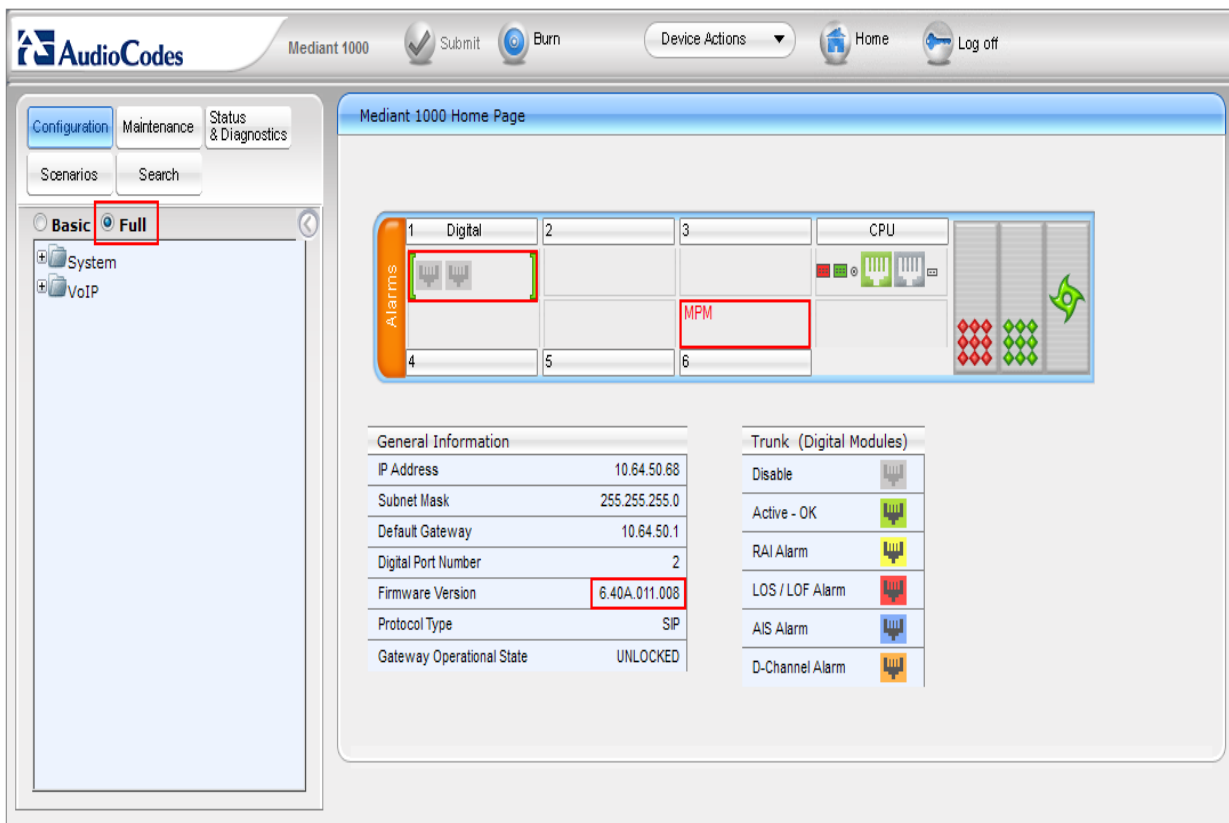 AudioCodes
Mediant 1000
Submit
Burn
Device Actions
Home
Log off
Configuration
Maintenance
Status
& Diagnostics
Scenarios
Search
Basic
Full
System
VoIP
Mediant 1000 Home Page
Alarms
1 Digital
2
3
CPU
MPM
4
5
6
General Information
IP Address 10.64.50.68
Subnet Mask 255.255.255.0
Default Gateway 10.64.50.1
Digital Port Number 2
Firmware Version 6.40A.011.008
Protocol Type SIP
Gateway Operational State UNLOCKED
Trunk (Digital Modules)
Disable
Active - OK
RAI Alarm
LOS / LOF Alarm
AIS Alarm
D-Channel Alarm